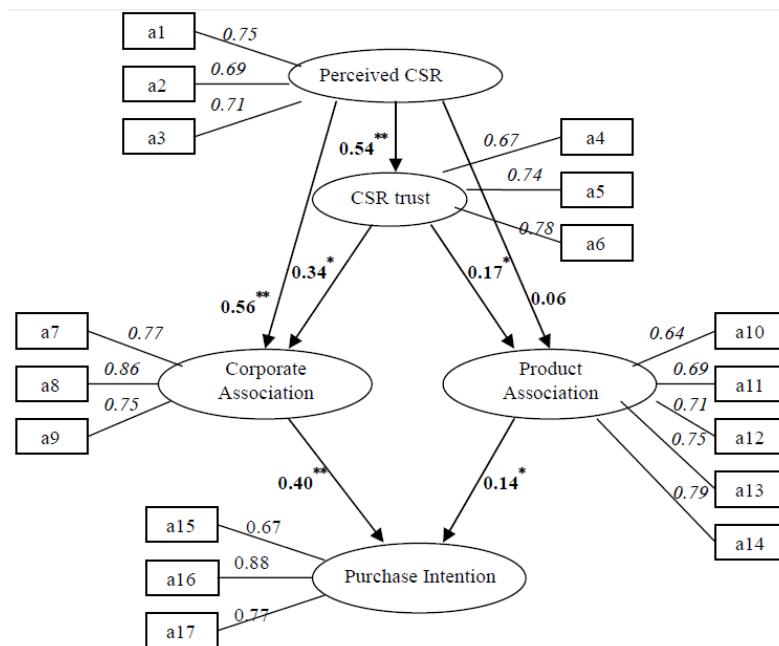 a1
0.75
a2
0.69
a3
0.71
Perceived CSR
0.54**
0.67
a4
0.74
a5
0.78
a6
CSR trust
0.56**
0.34*
0.17*
0.06
a7
0.77
a8
0.86
a9
0.75
Corporate
Association
Product
Association
0.64
a10
0.69
a11
0.71
a12
0.75
a13
0.79
a14
0.40**
0.14*
a15
0.67
a16
0.88
a17
0.77
Purchase Intention